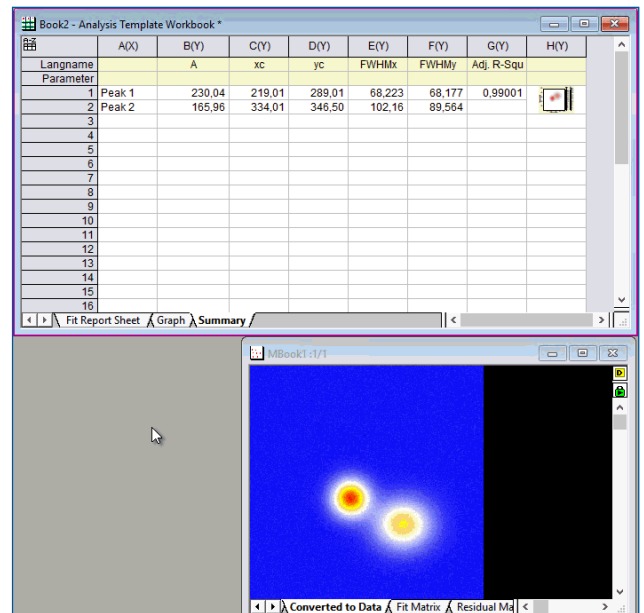 Book2 - Analysis Template Workbook *
A(X) B(Y) C(Y) D(Y) E(Y) F(Y) G(Y) H(Y)
Langname A xc yc FWHMx FWHMy Adj. R-Squ
Parameter
1 Peak 1 230,04 219,01 289,01 68,223 68,177 0,99001
2 Peak 2 165,96 334,01 346,50 102,16 89,564
3
4
5
6
7
8
9
10
11
12
13
14
15
16
Fit Report Sheet Graph Summary
MBook1 :1/1
D
Converted to Data Fit Matrix Residual Ma